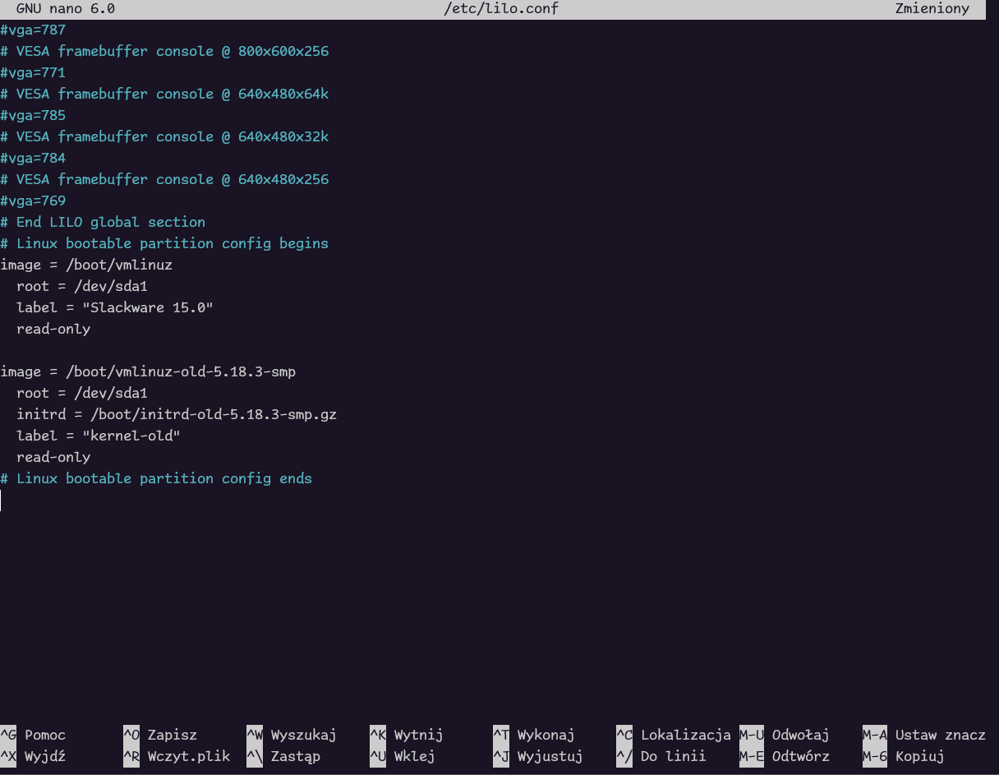 GNU nano 6.0 /etc/lilo.conf Zmieniony
#vga=787
# VESA framebuffer console @ 800x600x256
#vga=771
# VESA framebuffer console @ 640x480x64k
#vga=785
# VESA framebuffer console @ 640x480x32k
#vga=784
# VESA framebuffer console @ 640x480x256
#vga=769
# End LILO global section
# Linux bootable partition config begins
image = /boot/vmlinuz
  root = /dev/sda1
  label = "Slackware 15.0"
  read-only

image = /boot/vmlinuz-old-5.18.3-smp
  root = /dev/sda1
  initrd = /boot/initrd-old-5.18.3-smp.gz
  label = "kernel-old"
  read-only
# Linux bootable partition config ends
^G Pomoc ^O Zapisz ^W Wyszukaj ^K Wytnij ^T Wykonaj ^C Lokalizacja M-U Odwołaj M-A Ustaw znacz
^X Wyjdź ^R Wczyt.plik ^\ Zastąp ^U Wklej ^J Wyjustuj ^/ Do linii M-E Odtwórz M-6 Kopiuj